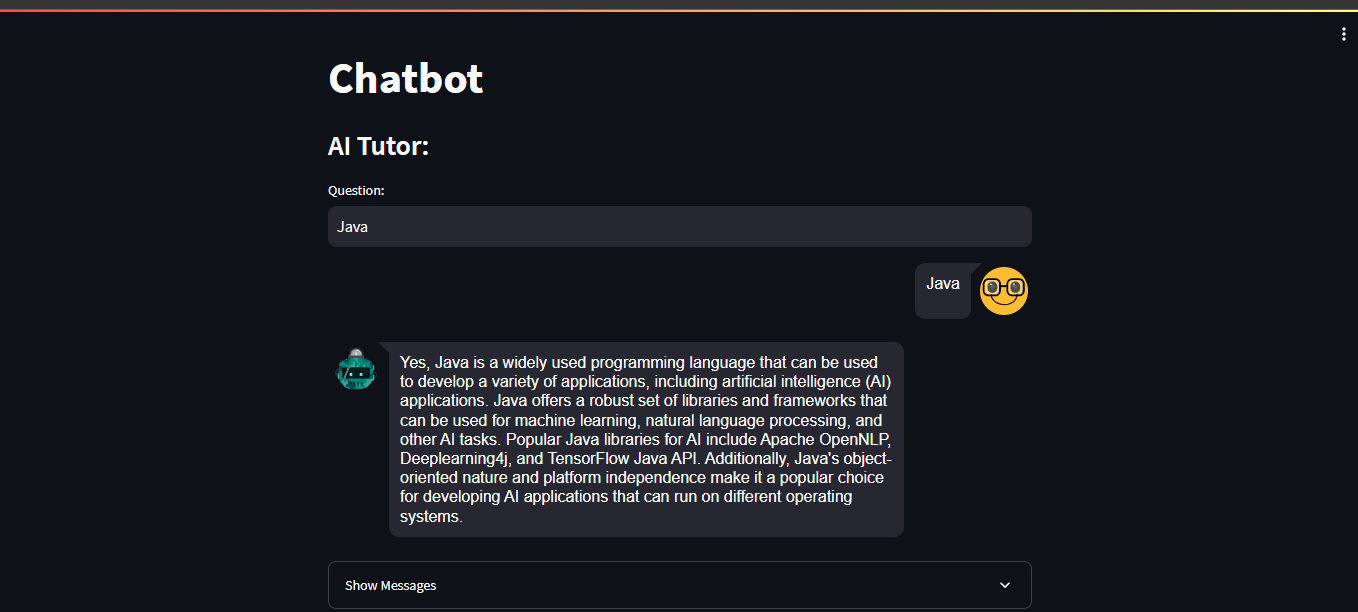 Chatbot
AI Tutor:
Question:
Java
Java
Yes, Java is a widely used programming language that can be used
to develop a variety of applications, including artificial intelligence (AI)
applications. Java offers a robust set of libraries and frameworks that
can be used for machine learning, natural language processing, and
other AI tasks. Popular Java libraries for AI include Apache OpenNLP,
Deeplearning4j, and TensorFlow Java API. Additionally, Java's object-
oriented nature and platform independence make it a popular choice
for developing AI applications that can run on different operating
systems.
Show Messages